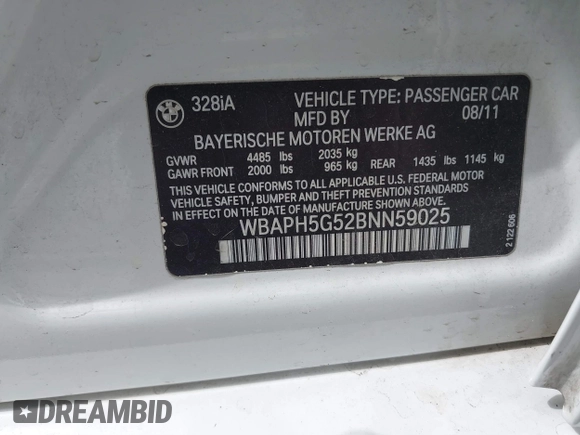 BMW
328iA
VEHICLE TYPE: PASSENGER CAR
MFD BY 08/11
BAYERISCHE MOTOREN WERKE AG
GVWR 4485 lbs 2035 kg
GAWR FRONT 2000 lbs 965 kg REAR 1435 lbs 1145 kg
THIS VEHICLE CONFORMS TO ALL APPLICABLE U.S. FEDERAL MOTOR
VEHICLE SAFETY, BUMPER AND THEFT PREVENTION STANDARDS
IN EFFECT ON THE DATE OF MANUFACTURE SHOWN ABOVE.
WBAPH5G52BNN59025
2 122 606
DREAMBID